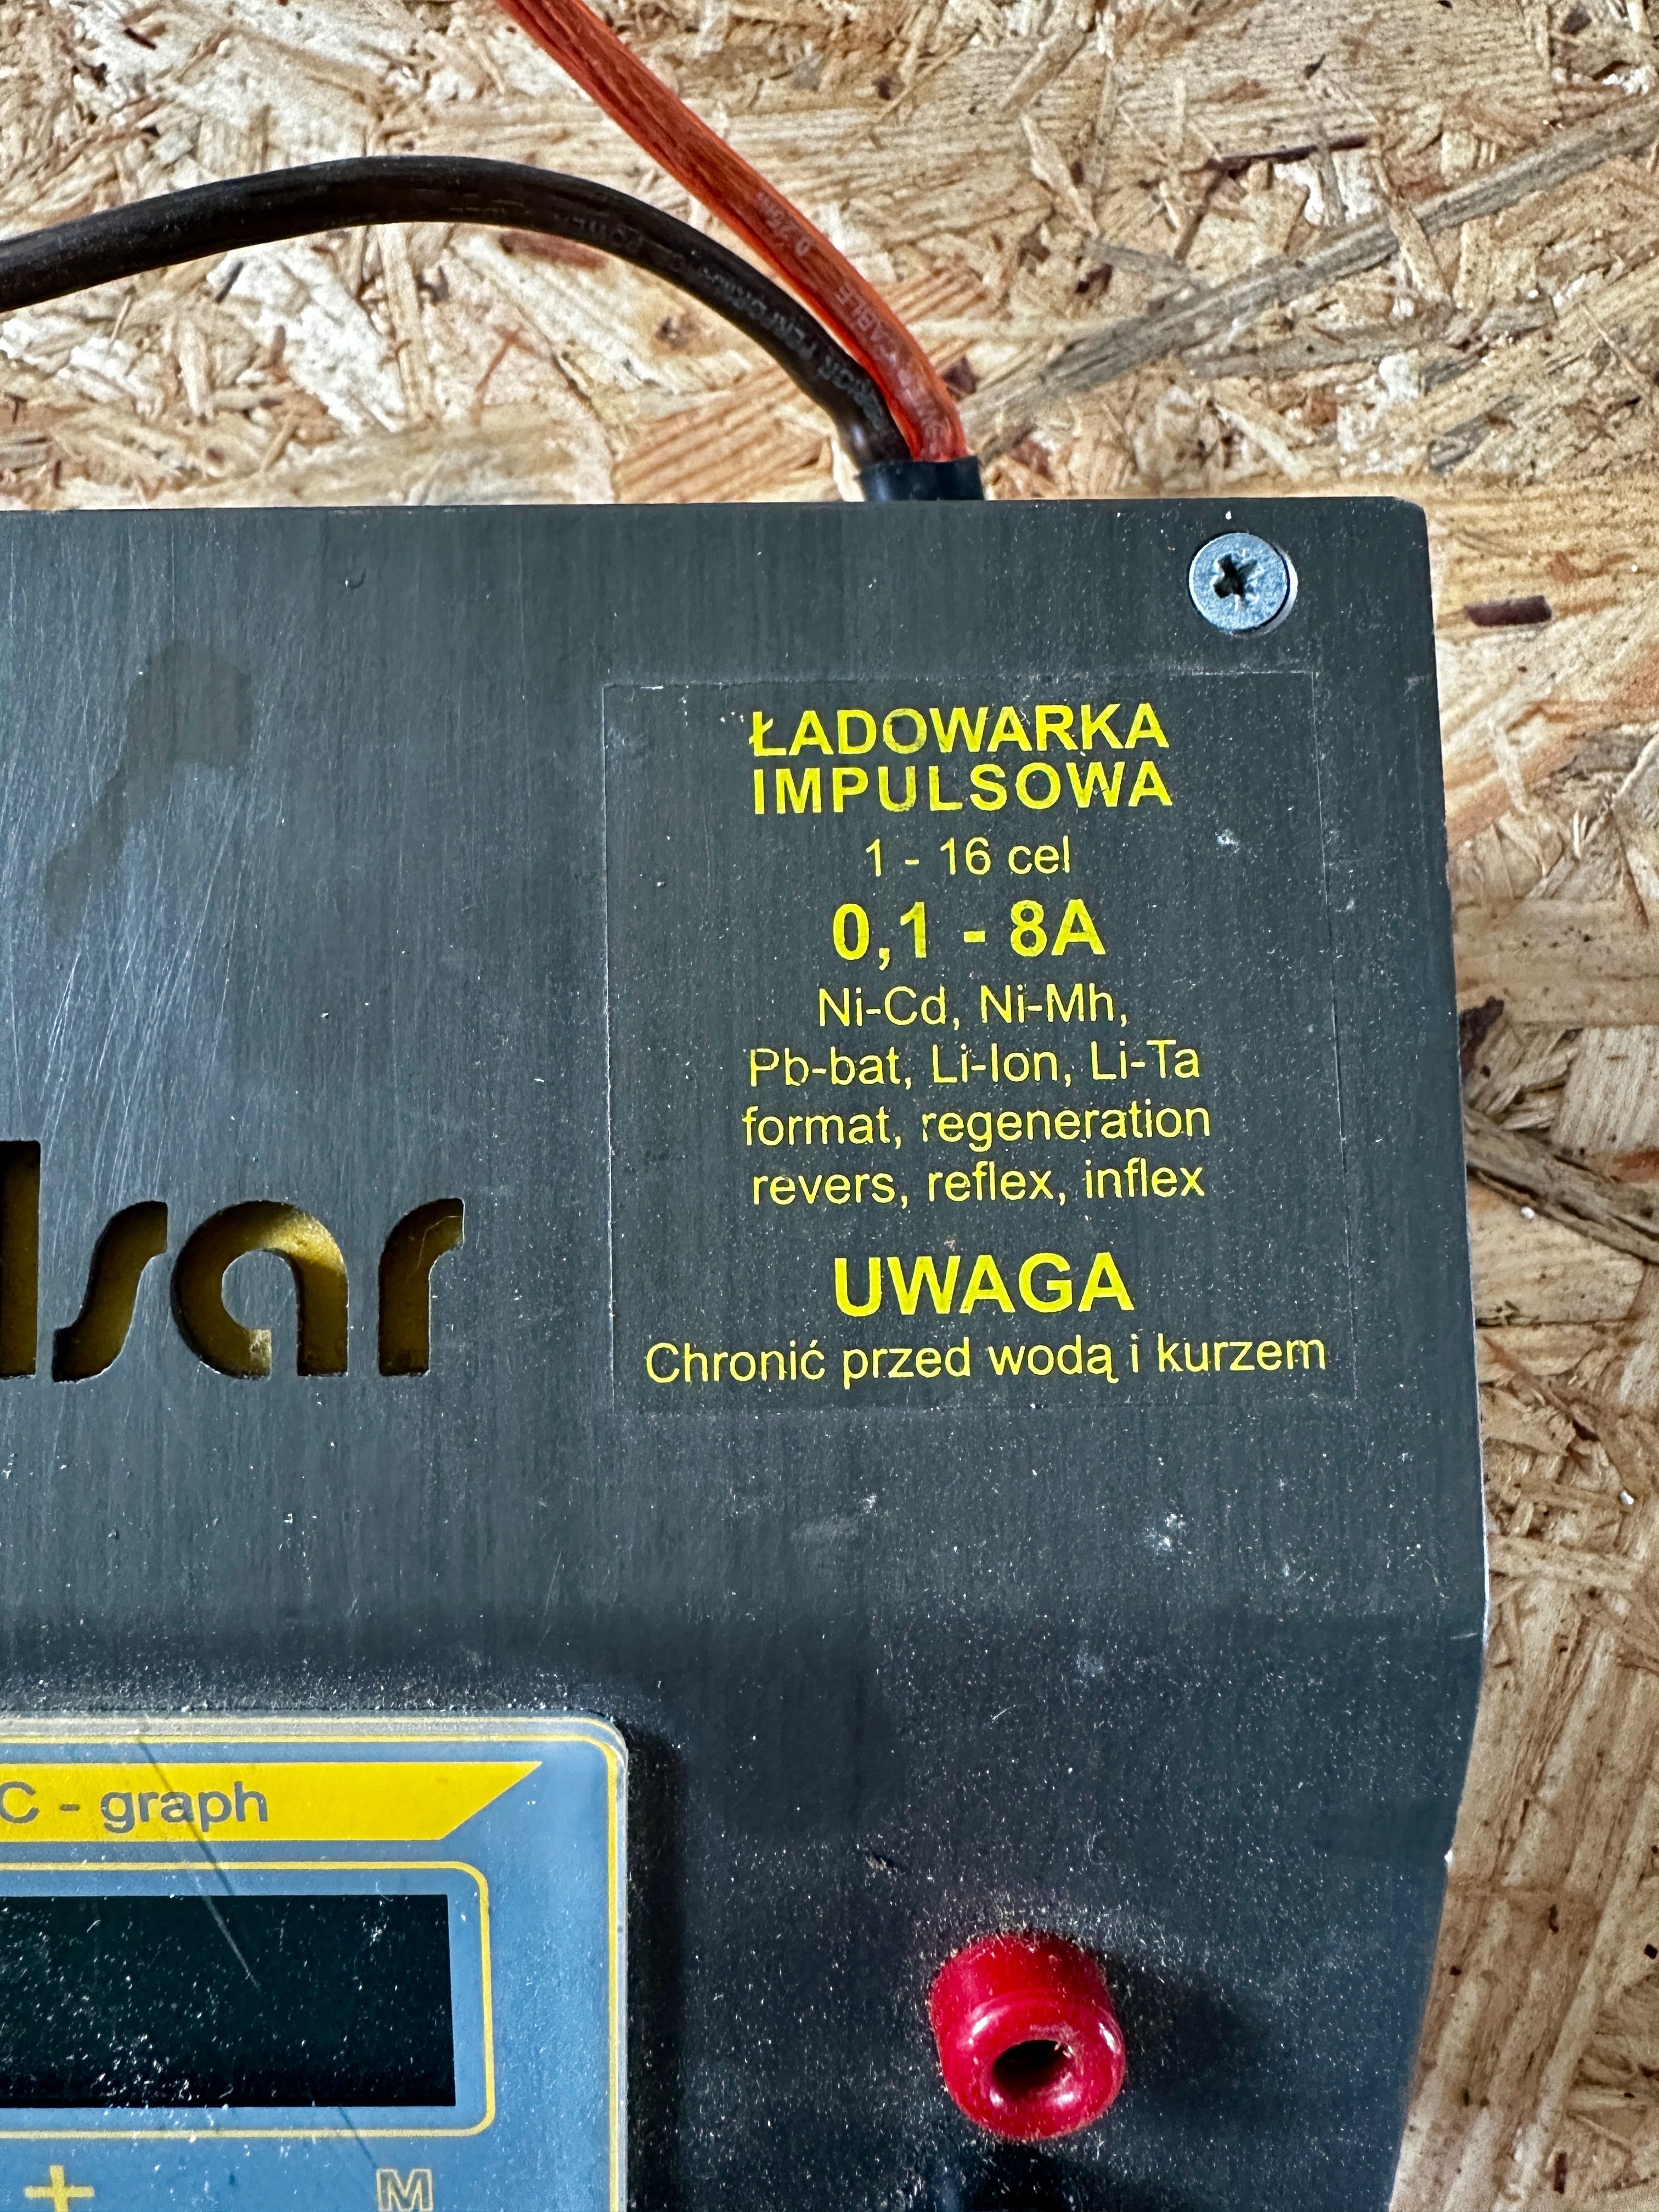 ŁADOWARKA
IMPULSOWA
1 - 16 cel
0,1 - 8A
Ni-Cd, Ni-Mh,
Pb-bat, Li-Ion, Li-Ta
format, regeneration
revers, reflex, inflex
UWAGA
Chronić przed wodą i kurzem
lsar
C - graph
+ M